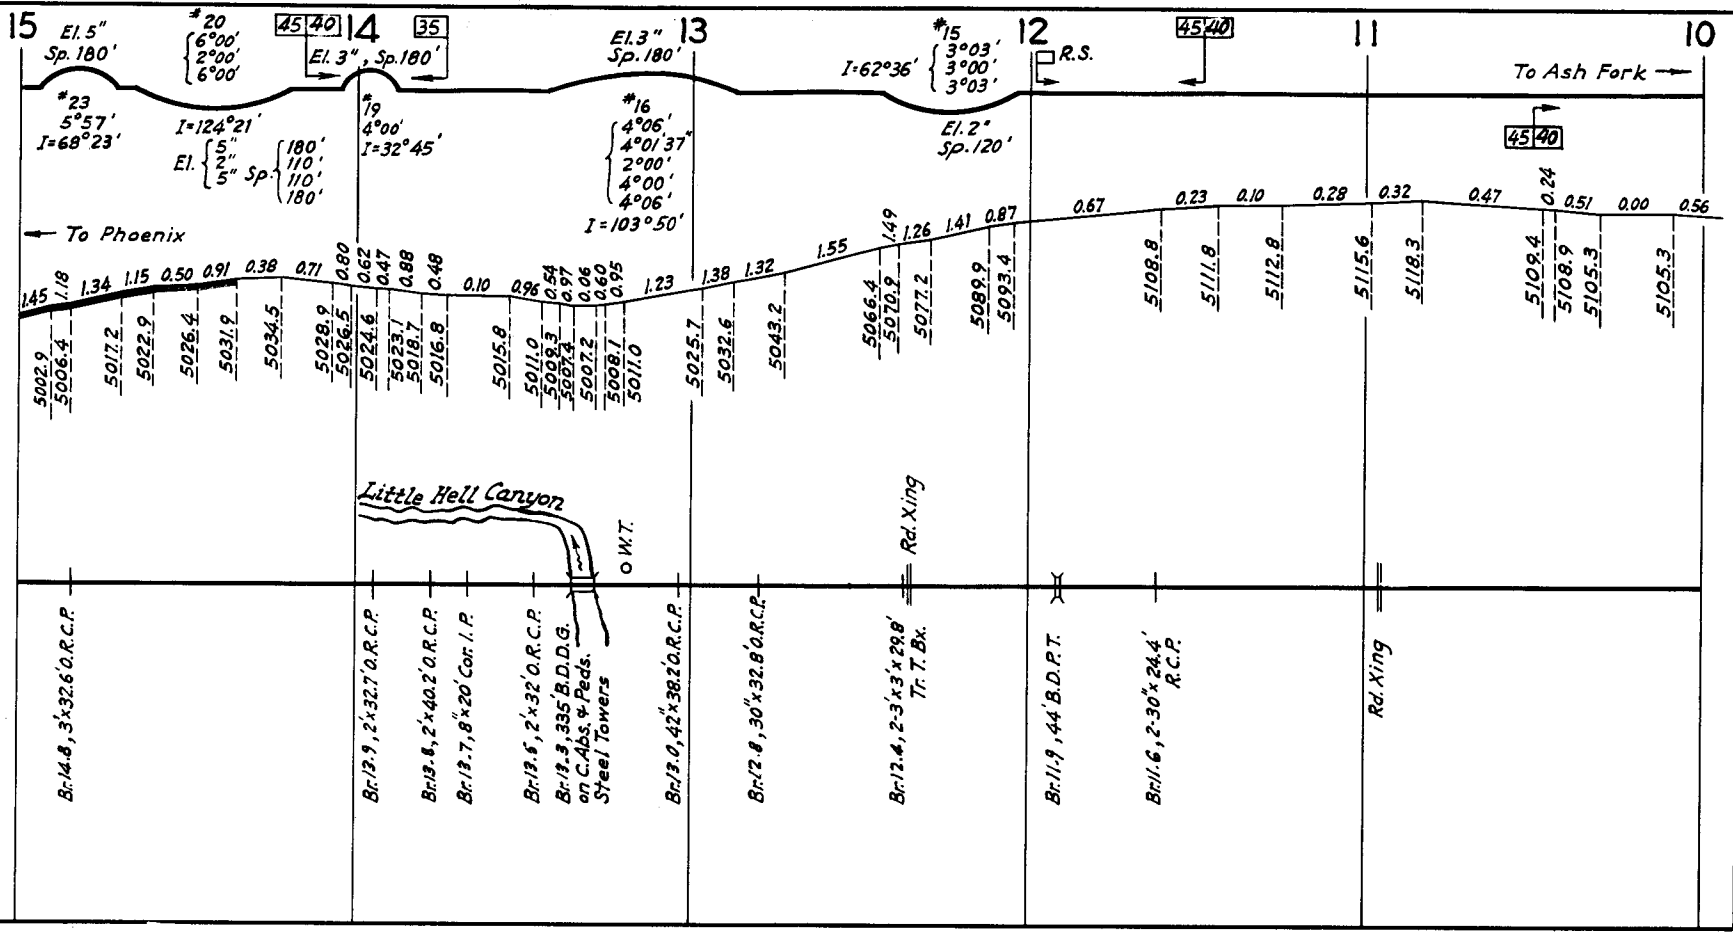 15 14 13 12 11 10
El. 5"
Sp. 180'
#20
6°00'
2°00'
6°00'
45 40
El. 3", Sp. 180'
35
El. 3"
Sp. 180'
#15
I=62°36'
3°03'
3°00'
3°03'
R.S.
45 40
To Ash Fork
#23
5°57'
I=68°23'
I=124°21'
El. 5" 2" 5"
Sp. 180' 110' 110' 180'
#19
4°00'
I=32°45'
#16
4°06'
4°01'37"
2°00'
4°00'
4°06'
I=103°50'
El. 2"
Sp. 120'
45 40
To Phoenix
1.45 1.18 1.34 1.15 0.50 0.91 0.38 0.71 0.80 0.62 0.47 0.88 0.48 0.10 0.96 0.54 0.97 0.06 0.60 0.95 1.23 1.38 1.32 1.55 1.49 1.26 1.41 0.87 0.67 0.23 0.10 0.28 0.32 0.47 0.24 0.51 0.00 0.56
5002.9 5006.4 5017.2 5022.9 5026.4 5031.9 5034.5 5028.9 5026.5 5024.6 5023.1 5018.7 5016.8 5015.8 5011.0 5009.3 5007.4 5007.2 5008.1 5011.0 5025.7 5032.6 5043.2 5066.4 5070.9 5077.2 5089.9 5093.4 5108.8 5111.8 5112.8 5115.6 5118.3 5109.4 5108.9 5105.3 5105.3
Little Hell Canyon
W.T.
Rd. Xing
Br. 14.8, 3'x32.6' O.R.C.P.
Br. 13.9, 2'x32.7' O.R.C.P.
Br. 13.8, 2'x40.2' O.R.C.P.
Br. 13.7, 8"x20' Cor. I.P.
Br. 13.5, 2'x32' O.R.C.P.
Br. 13.3, 335' B.D.D.G.
on C.Abs. & Peds.
Steel Towers
Br. 13.0, 42"x38.2' O.R.C.P.
Br. 12.8, 30"x32.8' O.R.C.P.
Br. 12.4, 2-3'x3'x29.8'
Tr. T. Bx.
Br. 11.9, 44' B.D.P.T.
Br. 11.6, 2-30"x24.4'
R.C.P.
Rd. Xing